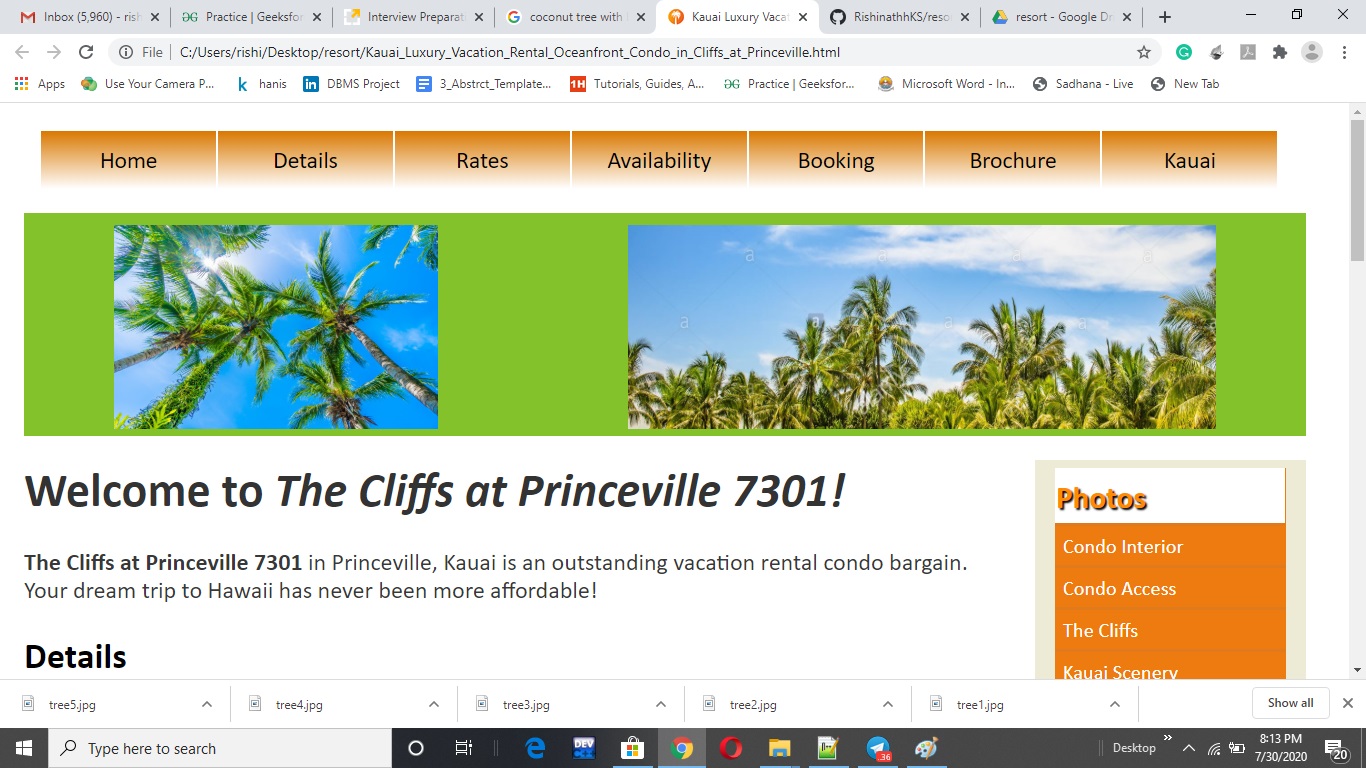 Inbox (5,960) - rish
Practice | Geeksfor
Interview Preparati
coconut tree with
Kauai Luxury Vacat
RishinathhKS/reso
resort - Google Dr
File
C:/Users/rishi/Desktop/resort/Kauai_Luxury_Vacation_Rental_Oceanfront_Condo_in_Cliffs_at_Princeville.html
Apps
Use Your Camera P...
hanis
DBMS Project
3_Abstrct_Template...
Tutorials, Guides, A...
Practice | Geeksfor...
Microsoft Word - In...
Sadhana - Live
New Tab
Home
Details
Rates
Availability
Booking
Brochure
Kauai
Welcome to The Cliffs at Princeville 7301!
The Cliffs at Princeville 7301 in Princeville, Kauai is an outstanding vacation rental condo bargain.
Your dream trip to Hawaii has never been more affordable!
Details
Photos
Condo Interior
Condo Access
The Cliffs
Kauai Scenery
tree5.jpg
tree4.jpg
tree3.jpg
tree2.jpg
tree1.jpg
Show all
Type here to search
DEV
36
Desktop
8:13 PM
7/30/2020
20